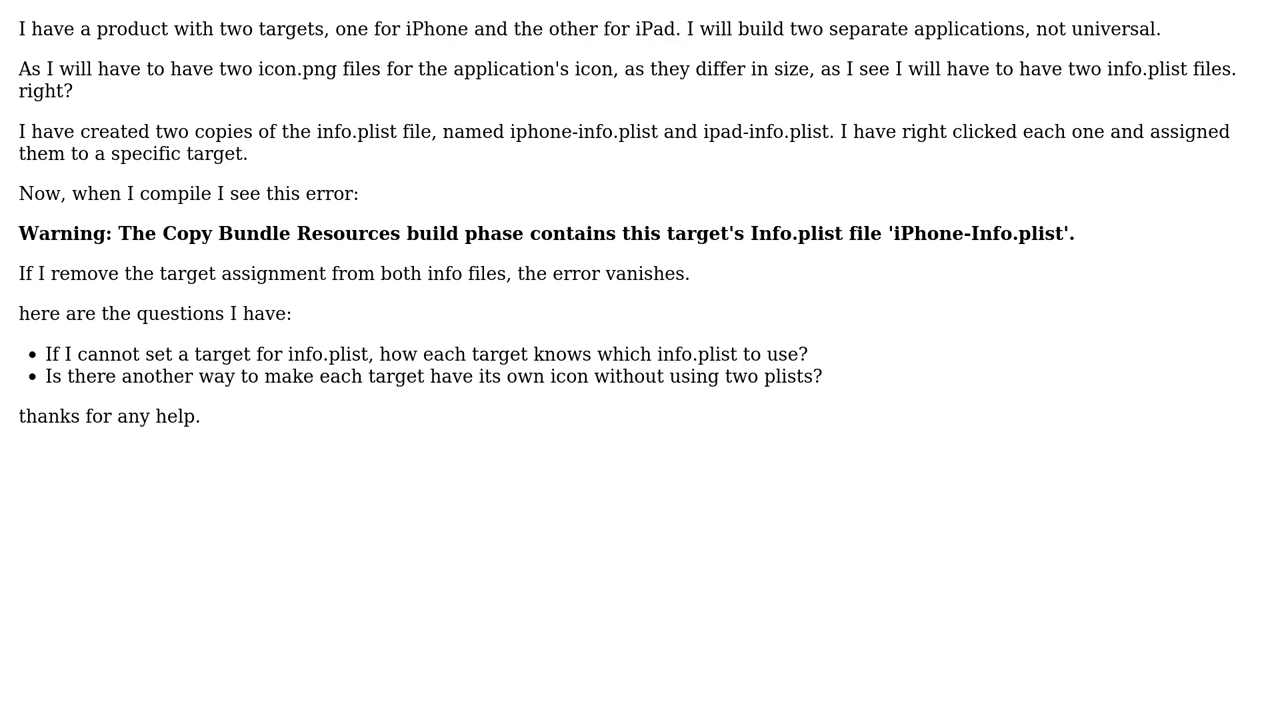 I have a product with two targets, one for iPhone and the other for iPad. I will build two separate applications, not universal.
As I will have to have two icon.png files for the application's icon, as they differ in size, as I see I will have to have two info.plist files.
right?
I have created two copies of the info.plist file, named iphone-info.plist and ipad-info.plist. I have right clicked each one and assigned
them to a specific target.
Now, when I compile I see this error:
Warning: The Copy Bundle Resources build phase contains this target's Info.plist file 'iPhone-Info.plist'.
If I remove the target assignment from both info files, the error vanishes.
here are the questions I have:
• If I cannot set a target for info.plist, how each target knows which info.plist to use?
• Is there another way to make each target have its own icon without using two plists?
thanks for any help.